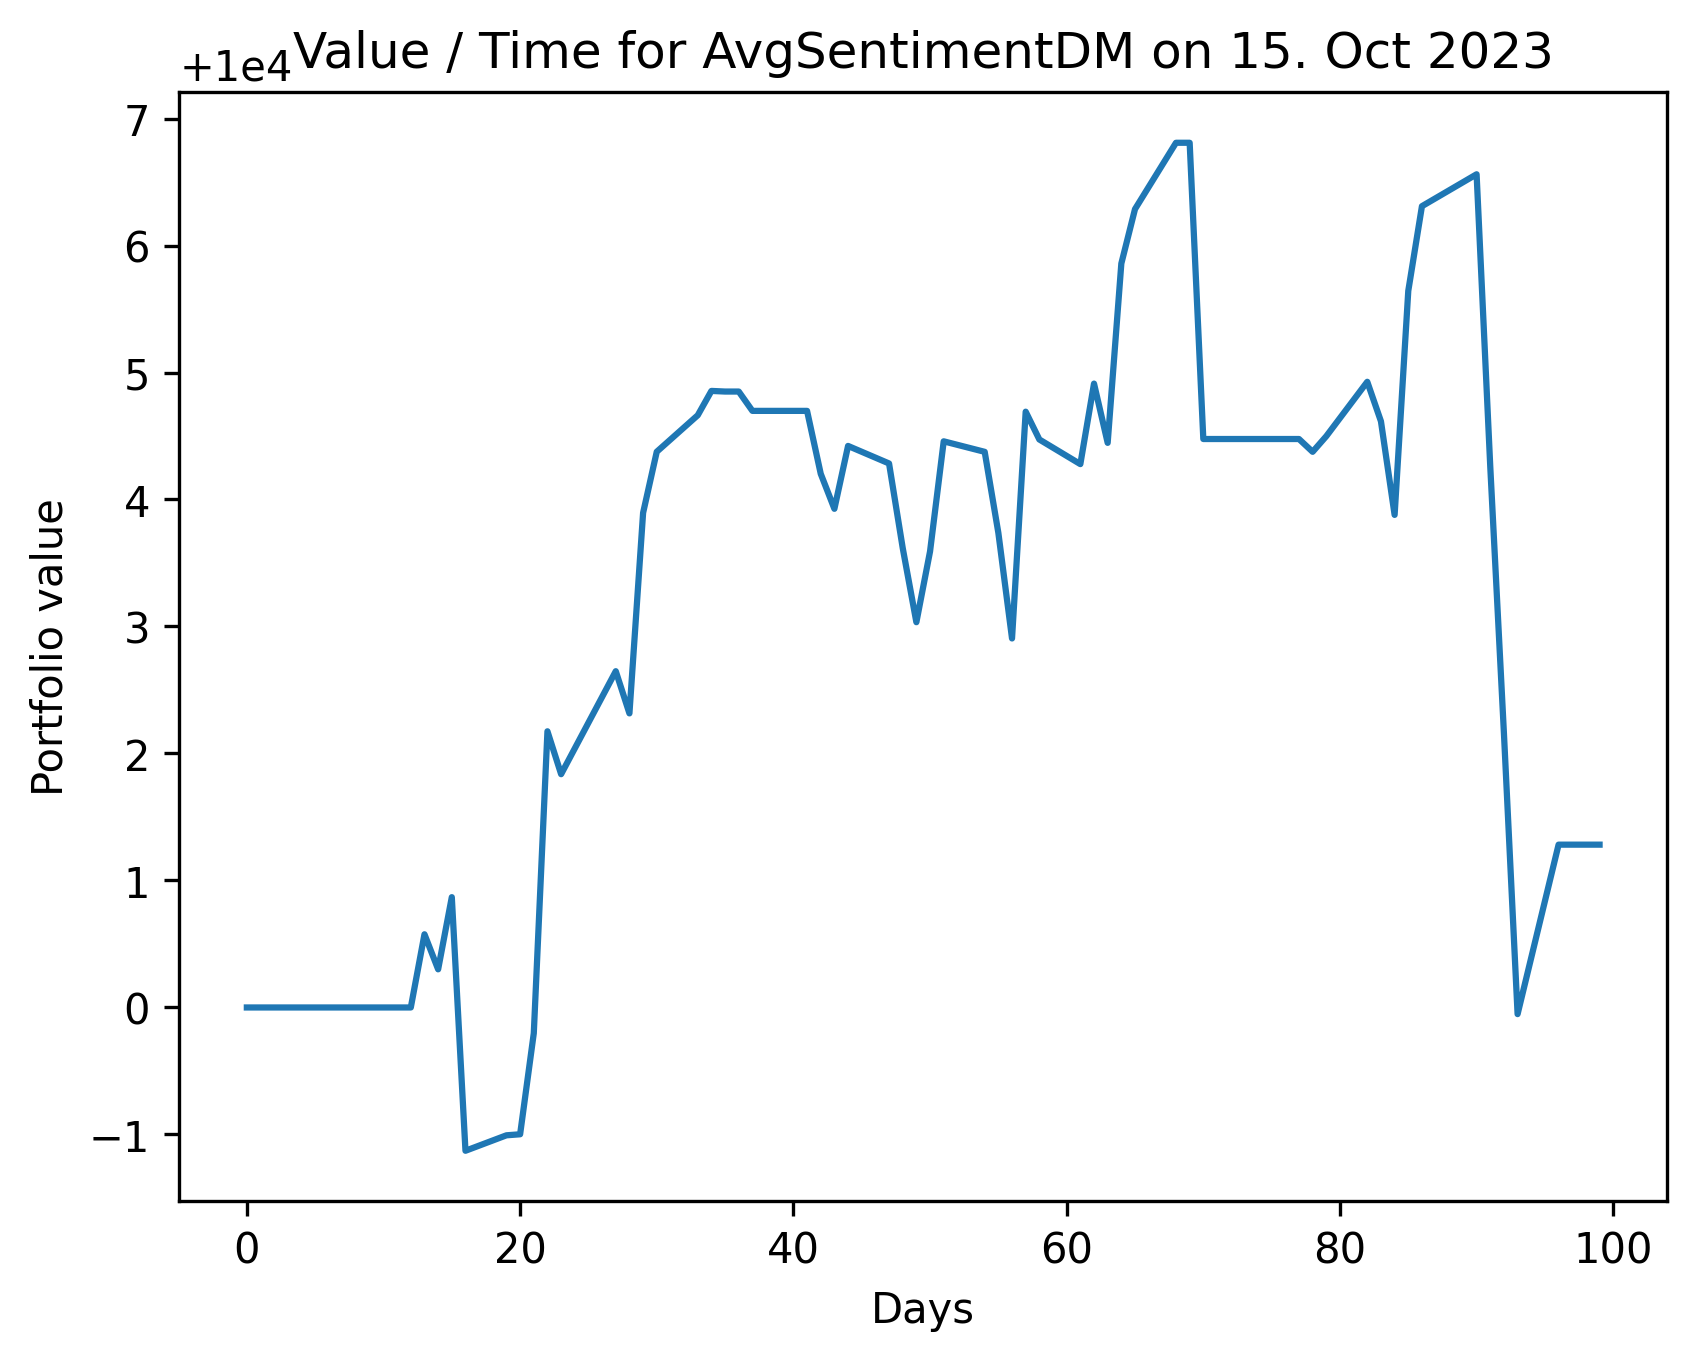 Value / Time for AvgSentimentDM on 15. Oct 2023
+1e4
7
6
5
4
3
2
1
0
−1
Portfolio value
0 20 40 60 80 100
Days